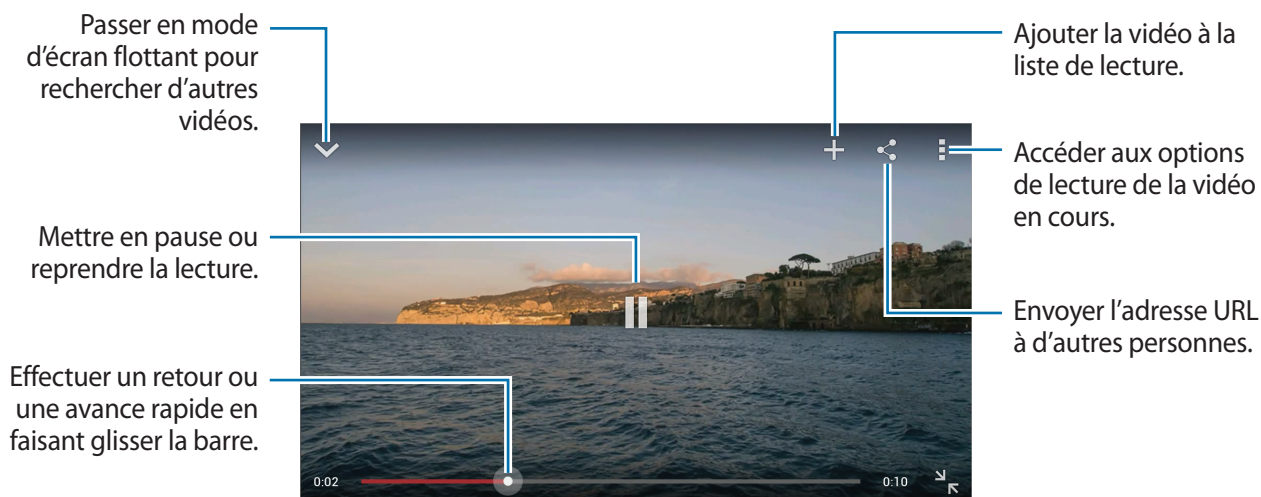 Passer en mode
d’écran flottant pour
rechercher d’autres
vidéos.
Ajouter la vidéo à la
liste de lecture.
Accéder aux options
de lecture de la vidéo
en cours.
Mettre en pause ou
reprendre la lecture.
Envoyer l’adresse URL
à d’autres personnes.
Effectuer un retour ou
une avance rapide en
faisant glisser la barre.
0:02
0:10